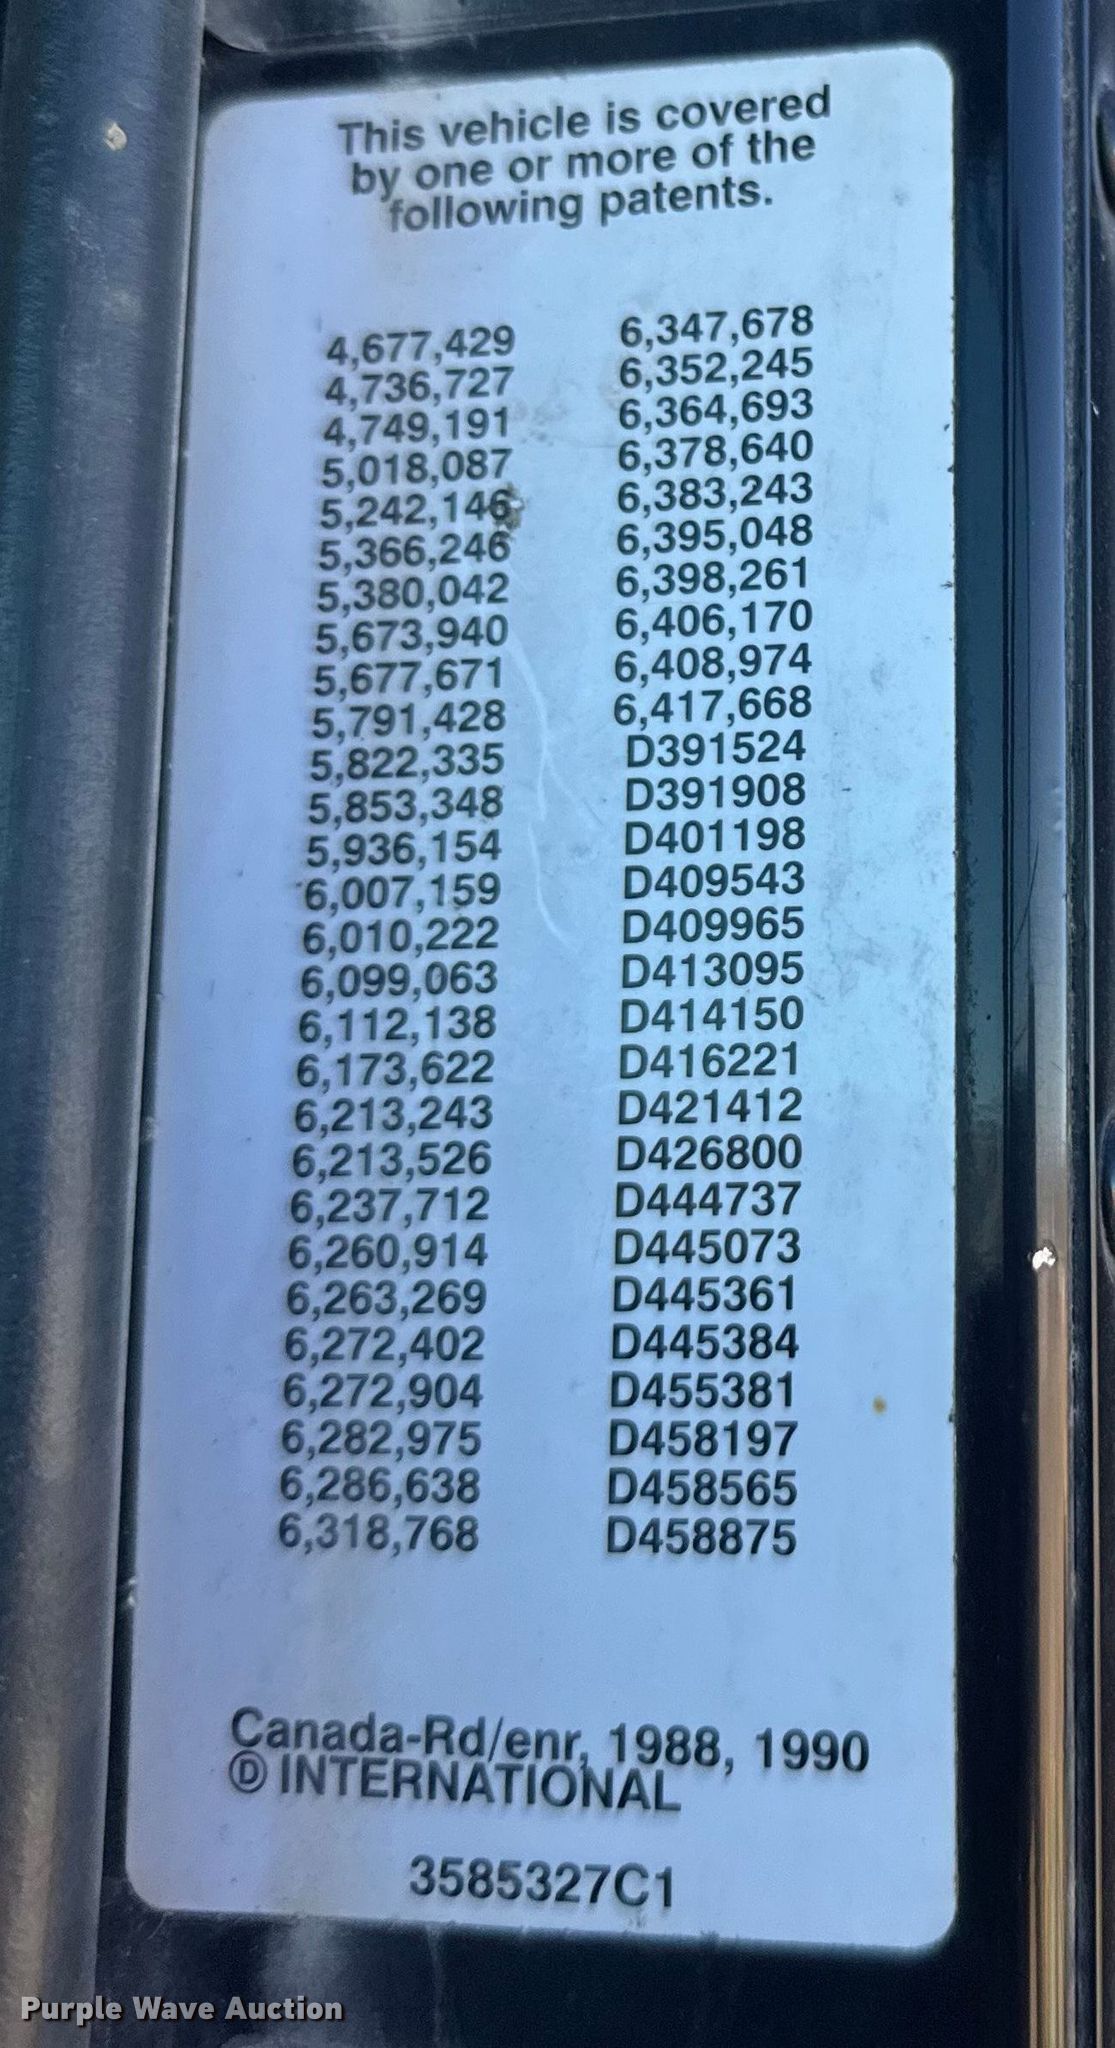 This vehicle is covered
by one or more of the
following patents.
4,677,429 6,347,678
4,736,727 6,352,245
4,749,191 6,364,693
5,018,087 6,378,640
5,242,146 6,383,243
5,366,246 6,395,048
5,380,042 6,398,261
5,673,940 6,406,170
5,677,671 6,408,974
5,791,428 6,417,668
5,822,335 D391524
5,853,348 D391908
5,936,154 D401198
6,007,159 D409543
6,010,222 D409965
6,099,063 D413095
6,112,138 D414150
6,173,622 D416221
6,213,243 D421412
6,213,526 D426800
6,237,712 D444737
6,260,914 D445073
6,263,269 D445361
6,272,402 D445384
6,272,904 D455381
6,282,975 D458197
6,286,638 D458565
6,318,768 D458875
Canada-Rd/enr, 1988, 1990
Ⓓ INTERNATIONAL
3585327C1
Purple Wave Auction